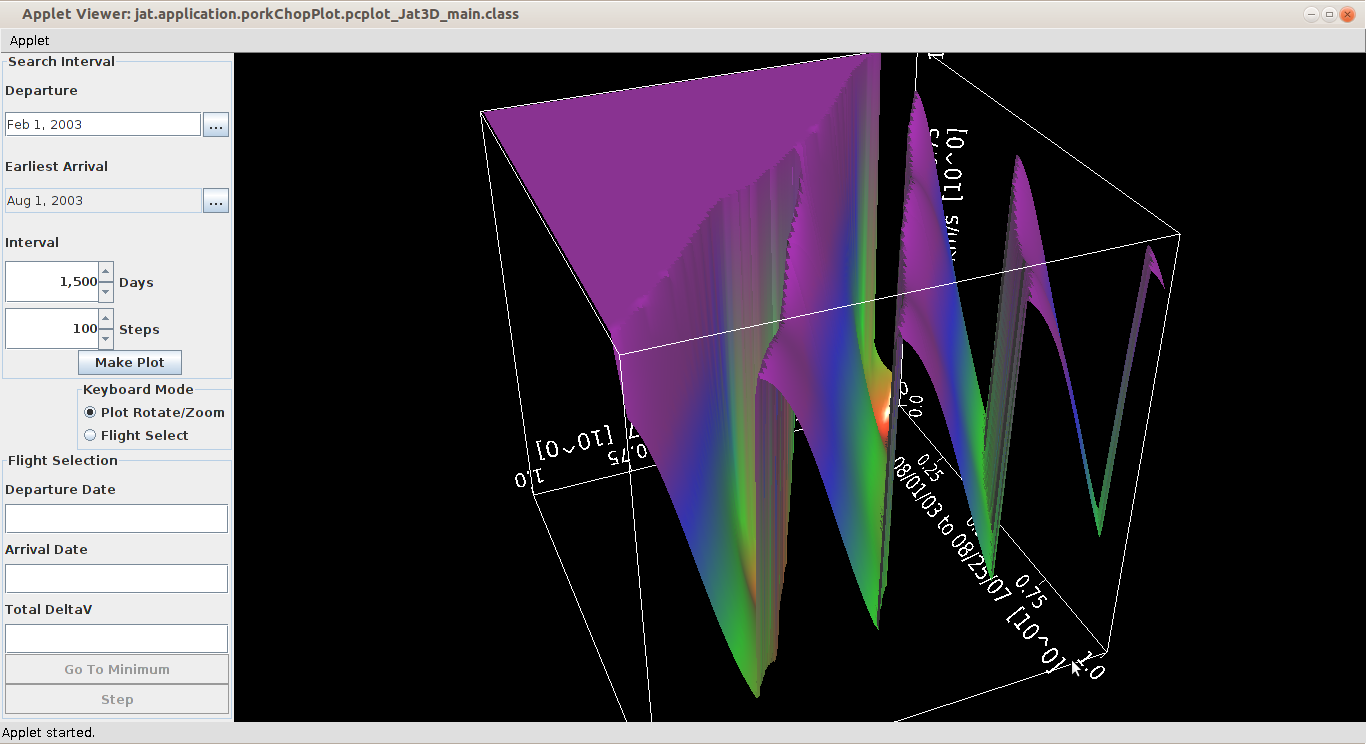 Applet Viewer: jat.application.porkChopPlot.pcplot_Jat3D_main.class
Applet
Search Interval
Departure
Feb 1, 2003
...
Earliest Arrival
Aug 1, 2003
...
Interval
1,500 Days
100 Steps
Make Plot
Keyboard Mode
Plot Rotate/Zoom
Flight Select
Flight Selection
Departure Date
Arrival Date
Total DeltaV
Go To Minimum
Step
Applet started.
[10^0]
[10^0]
1.0
0.75
0.0
0.25
08/01/03 to 08/25/07 [10^0]
0.75
1.0